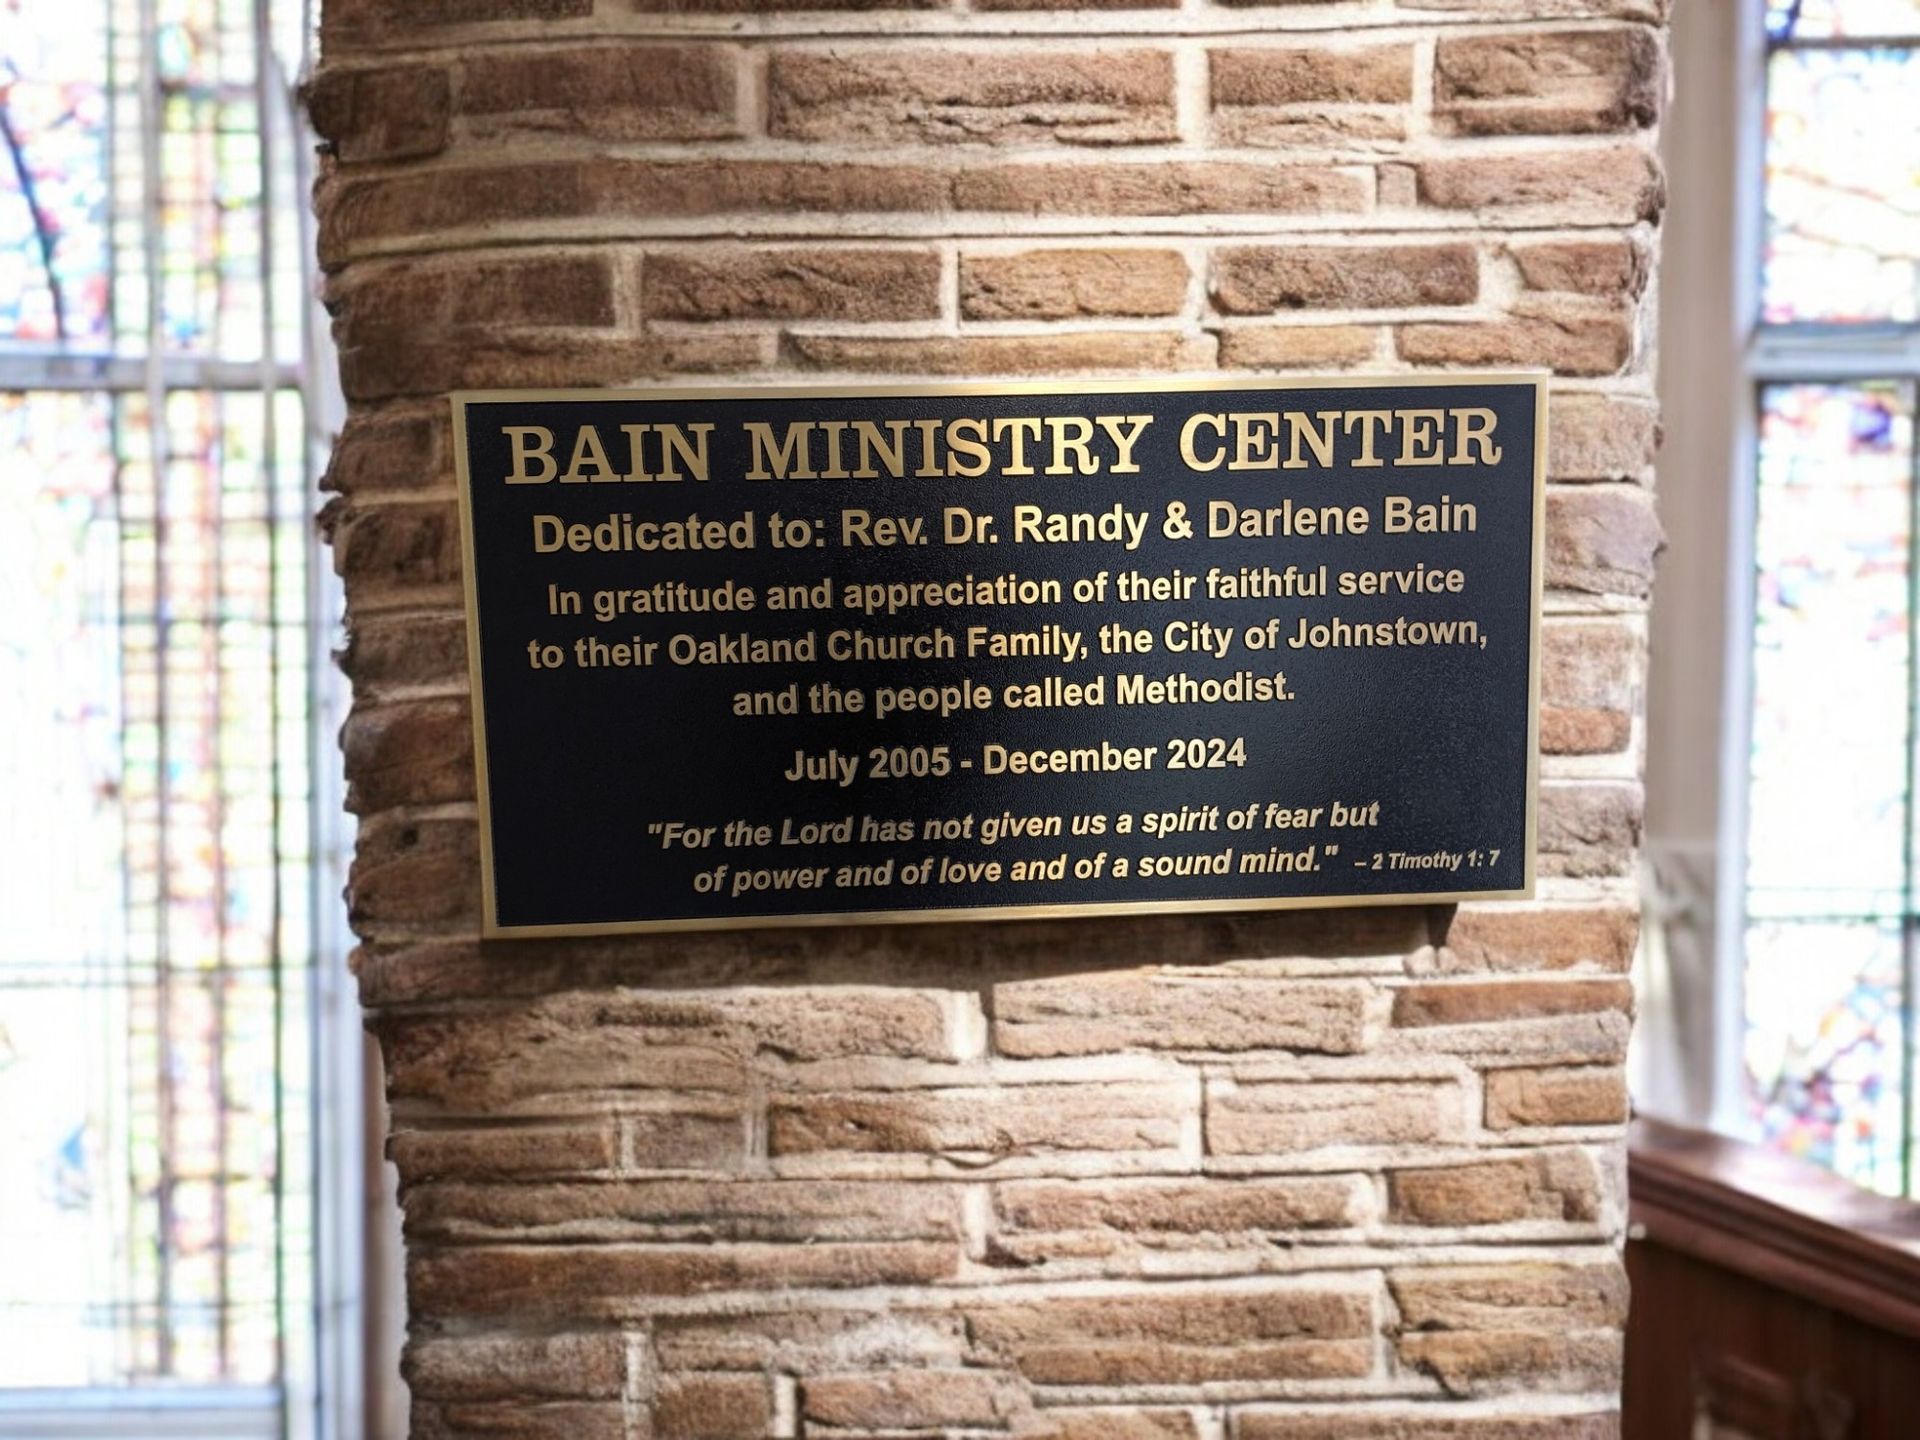 BAIN MINISTRY CENTER
Dedicated to: Rev. Dr. Randy & Darlene Bain
In gratitude and appreciation of their faithful service
to their Oakland Church Family, the City of Johnstown,
and the people called Methodist.
July 2005 - December 2024
"For the Lord has not given us a spirit of fear but
of power and of love and of a sound mind." – 2 Timothy 1: 7